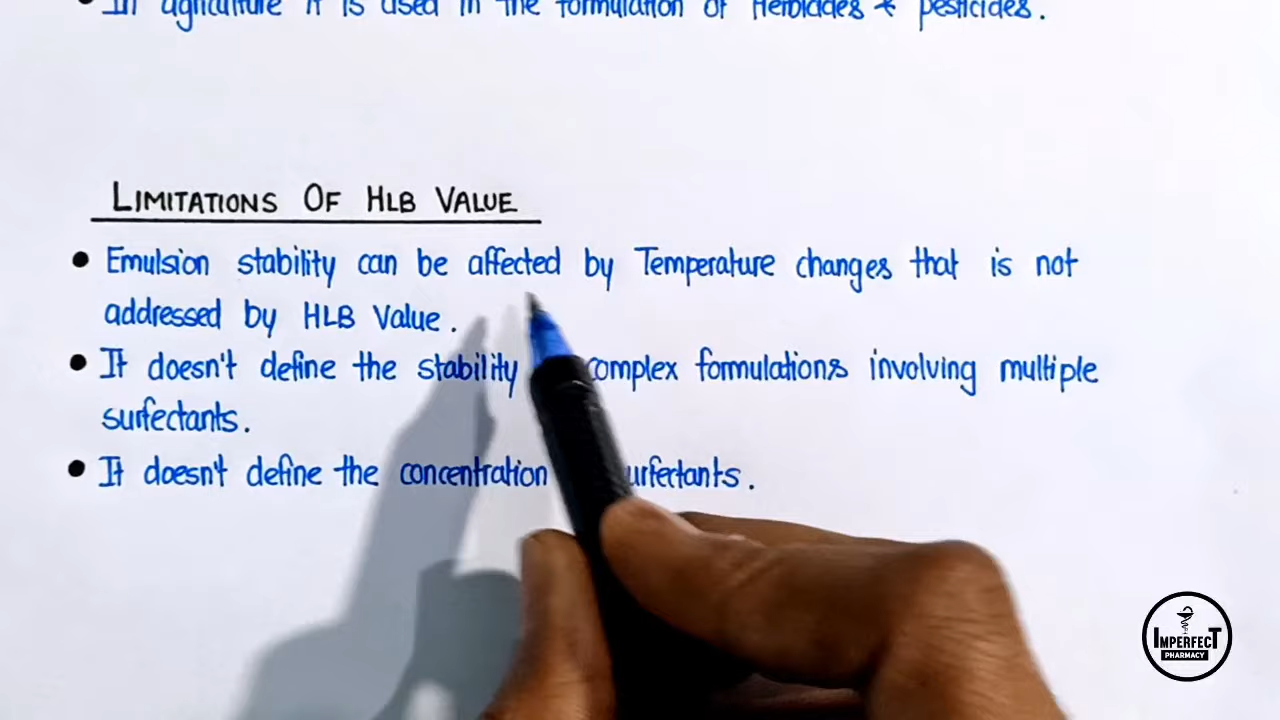 • In agriculture it is used in the formulation of Herbicides & pesticides.
LIMITATIONS OF HLB VALUE
• Emulsion stability can be affected by Temperature changes that is not
addressed by HLB Value.
• It doesn't define the stability complex formulations involving multiple
surfectants.
• It doesn't define the concentration urfectants.
IMPERFECT
PHARMACY